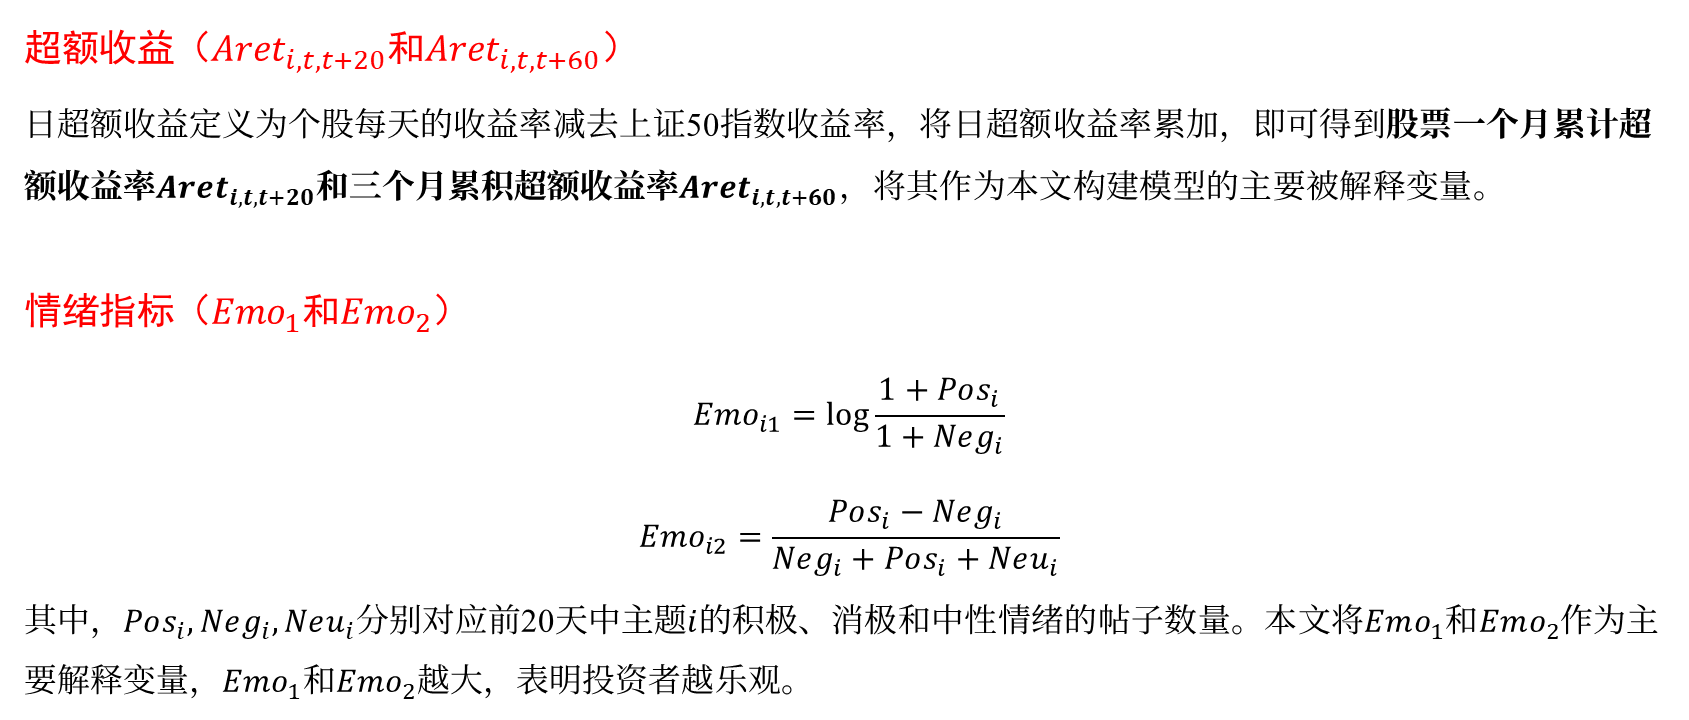 超额收益（Aret_{i,t,t+20}和Aret_{i,t,t+60}）
日超额收益定义为个股每天的收益率减去上证50指数收益率，将日超额收益率累加，即可得到股票一个月累计超
额收益率Aret_{i,t,t+20}和三个月累积超额收益率Aret_{i,t,t+60}，将其作为本文构建模型的主要被解释变量。
情绪指标（Emo_1和Emo_2）
Emo_{i1} = log \frac{1 + Pos_i}{1 + Neg_i}
Emo_{i2} = \frac{Pos_i − Neg_i}{Neg_i + Pos_i + Neu_i}
其中，Pos_i, Neg_i, Neu_i分别对应前20天中主题i的积极、消极和中性情绪的帖子数量。本文将Emo_1和Emo_2作为主
要解释变量，Emo_1和Emo_2越大，表明投资者越乐观。